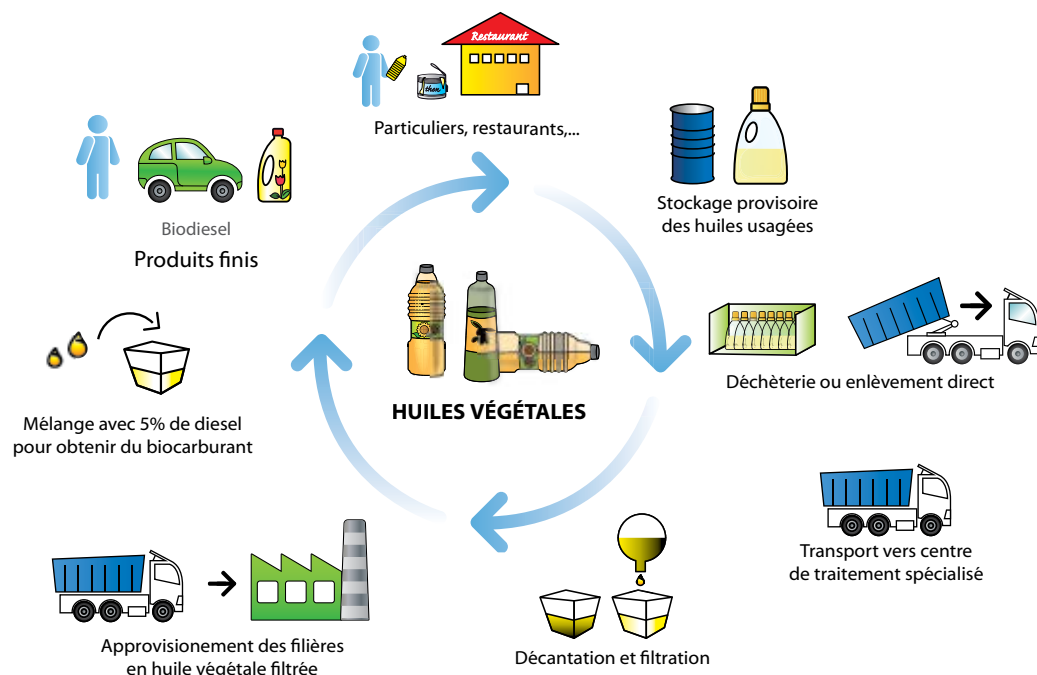 Restaurant
thon
Particuliers, restaurants,...
Stockage provisoire
des huiles usagées
Déchèterie ou enlèvement direct
Transport vers centre
de traitement spécialisé
Décantation et filtration
Approvisionement des filières
en huile végétale filtrée
Mélange avec 5% de diesel
pour obtenir du biocarburant
Biodiesel
Produits finis
HUILES VÉGÉTALES